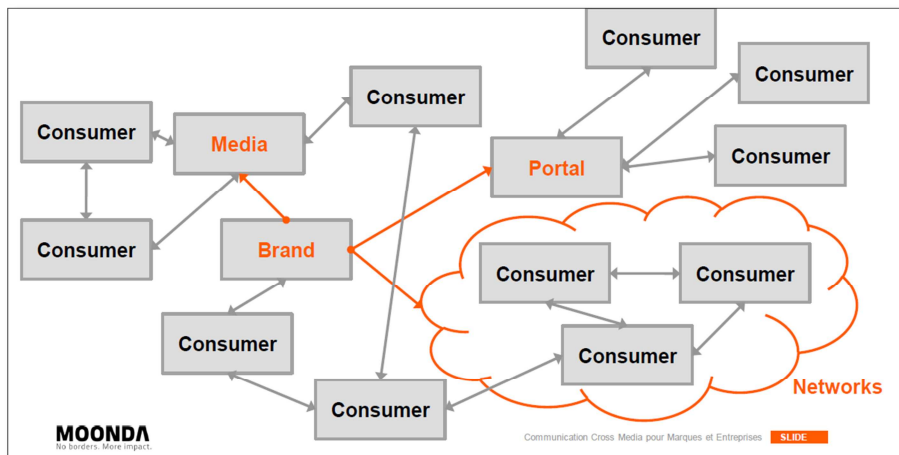 Consumer
Consumer
Consumer
Consumer
Media
Portal
Consumer
Consumer
Brand
Consumer
Consumer
Consumer
Consumer
Consumer
Networks
Consumer
MOONDA
No borders. More impact.
Communication Cross Media pour Marques et Entreprises SLIDE